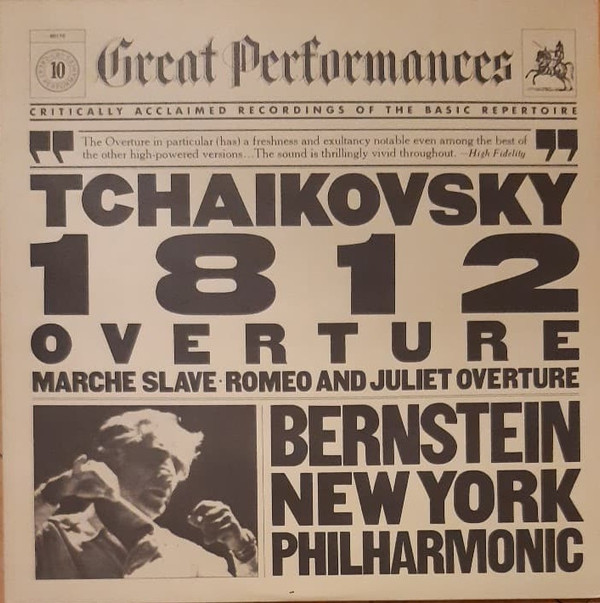 10
Great Performances
CRITICALLY ACCLAIMED RECORDINGS OF THE BASIC REPERTOIRE
" The Overture in particular (has) a freshness and exultancy notable even among the best of
the other high-powered versions...The sound is thrillingly vivid throughout. —High Fidelity "
TCHAIKOVSKY
1812
OVERTURE
MARCHE SLAVE · ROMEO AND JULIET OVERTURE
BERNSTEIN
NEW YORK
PHILHARMONIC